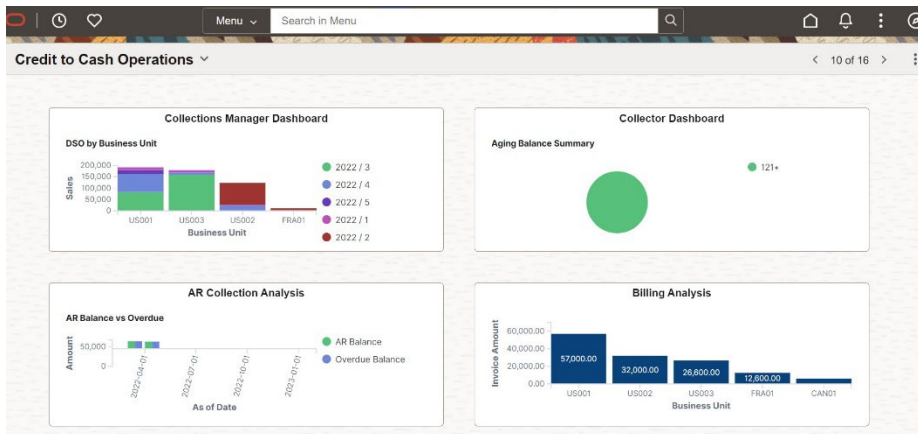 Menu
Search in Menu
Credit to Cash Operations
10 of 16
Collections Manager Dashboard
DSO by Business Unit
Sales
200,000
150,000
100,000
50,000
0
US001
US003
US002
FRA01
Business Unit
2022 / 3
2022 / 4
2022 / 5
2022 / 1
2022 / 2
Collector Dashboard
Aging Balance Summary
121+
AR Collection Analysis
AR Balance vs Overdue
Amount
50,000
0
2022-04-01
2022-07-01
2022-10-01
2023-01-01
As of Date
AR Balance
Overdue Balance
Billing Analysis
Invoice Amount
60,000.00
40,000.00
20,000.00
0.00
57,000.00
32,000.00
26,600.00
12,600.00
US001
US002
US003
FRA01
CAN01
Business Unit